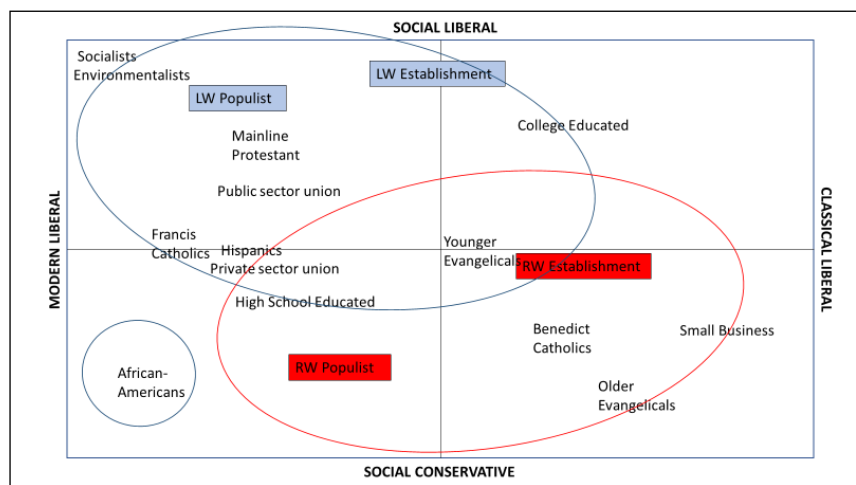 SOCIAL LIBERAL
Socialists
Environmentalists
LW Establishment
LW Populist
College Educated
Mainline
Protestant
Public sector union
MODERN LIBERAL
CLASSICAL LIBERAL
Francis
Catholics
Hispanics
Private sector union
Younger
Evangelicals
RW Establishment
High School Educated
Benedict
Catholics
Small Business
RW Populist
African-
Americans
Older
Evangelicals
SOCIAL CONSERVATIVE